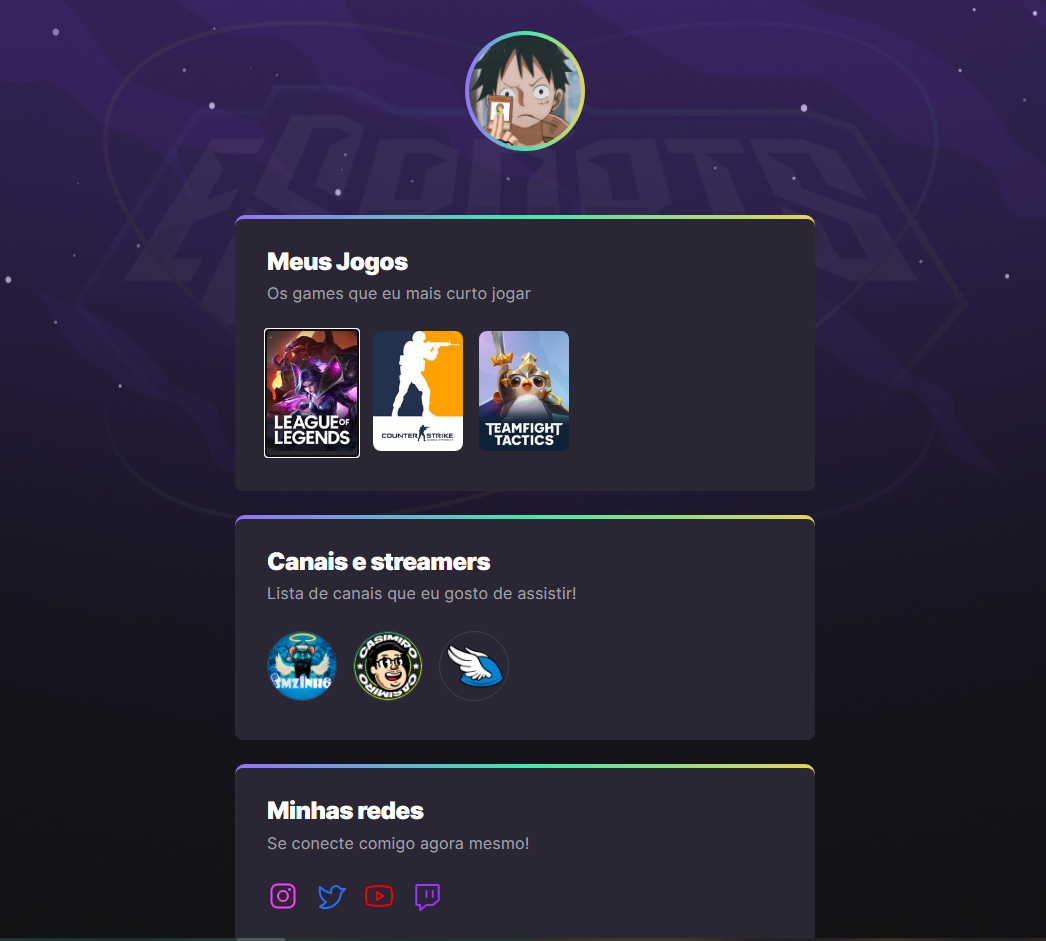 ESPORTS
Meus Jogos
Os games que eu mais curto jogar
LEAGUE OF
LEGENDS
COUNTER STRIKE
TEAMFIGHT
TACTICS
Canais e streamers
Lista de canais que eu gosto de assistir!
CASIMIRO
CASIMIRO
Minhas redes
Se conecte comigo agora mesmo!